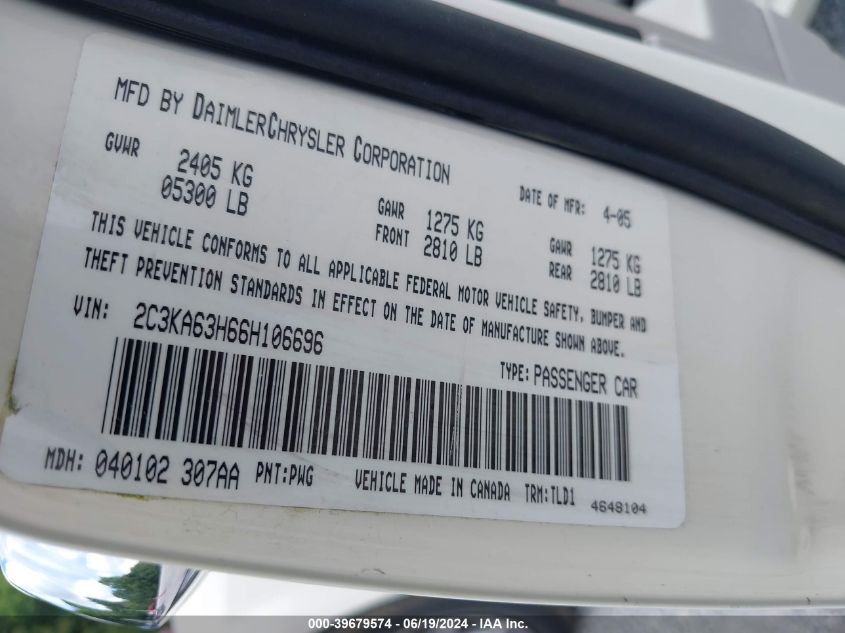 MFD BY DAIMLERCHRYSLER CORPORATION
DATE OF MFR: 4-05
GVWR 2405 KG
05300 LB
GAWR FRONT 1275 KG
2810 LB
GAWR REAR 1275 KG
2810 LB
THIS VEHICLE CONFORMS TO ALL APPLICABLE FEDERAL MOTOR VEHICLE SAFETY, BUMPER AND
THEFT PREVENTION STANDARDS IN EFFECT ON THE DATE OF MANUFACTURE SHOWN ABOVE.
VIN: 2C3KA63H66H106696
TYPE: PASSENGER CAR
MDH: 040102 307AA PNT:PWG VEHICLE MADE IN CANADA TRM:TLD1 4648104
000-39679574 / 06/19/2024 / IAA Inc.